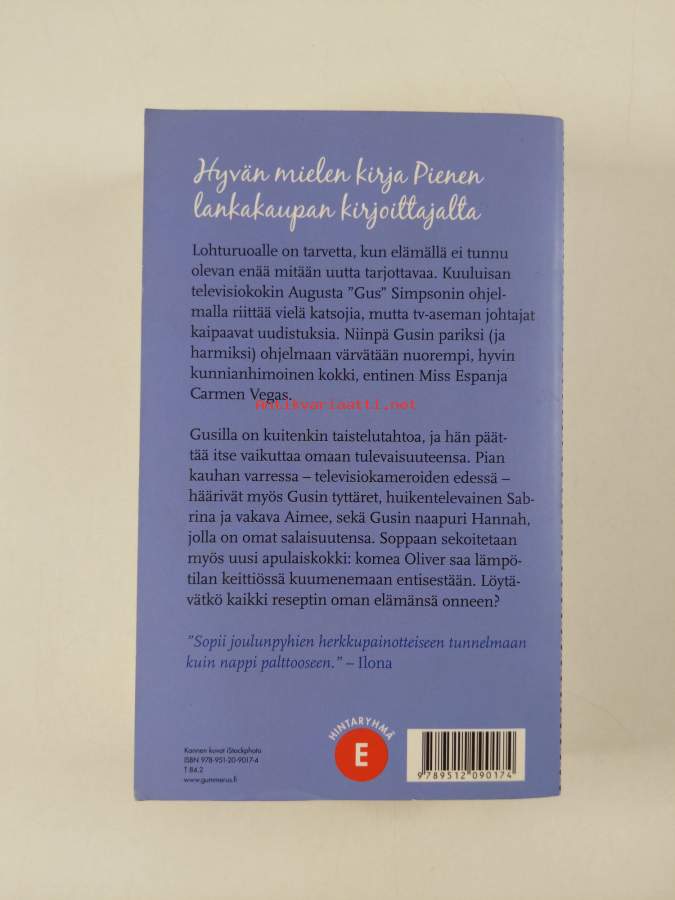 Hyvän mielen kirja Pienen
lankakaupan kirjoittajalta
Lohturuoalle on tarvetta, kun elämällä ei tunnu
olevan enää mitään uutta tarjottavaa. Kuuluisan
televisiokokin Augusta ”Gus” Simpsonin ohjel-
malla riittää vielä katsojia, mutta tv-aseman johtajat
kaipaavat uudistuksia. Niinpä Gusin pariksi (ja
harmiksi) ohjelmaan värvätään nuorempi, hyvin
kunnianhimoinen kokki, entinen Miss Espanja
Carmen Vegas.
Antikvariaatti.net
Gusilla on kuitenkin taistelutahtoa, ja hän päät-
tää itse vaikuttaa omaan tulevaisuuteensa. Pian
kauhan varressa – televisiokameroiden edessä –
häärivät myös Gusin tyttäret, huikentelevainen Sab-
rina ja vakava Aimee, sekä Gusin naapuri Hannah,
jolla on omat salaisuutensa. Soppaan sekoitetaan
myös uusi apulaiskokki: komea Oliver saa lämpö-
tilan keittiössä kuumenemaan entisestään. Löytä-
vätkö kaikki reseptin oman elämänsä onneen?
”Sopii joulunpyhien herkkupainotteiseen tunnelmaan
kuin nappi palttooseen.” – Ilona
Kannen kuvat iStockphoto
ISBN 978-951-20-9017-4
T 84.2
www.gummerus.fi
HINTARYHMÄ
E
9789512090174